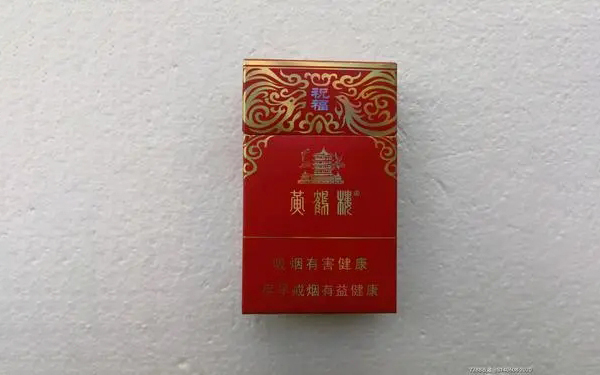 祝
福
黄鹤楼
吸烟有害健康
尽早戒烟有益健康